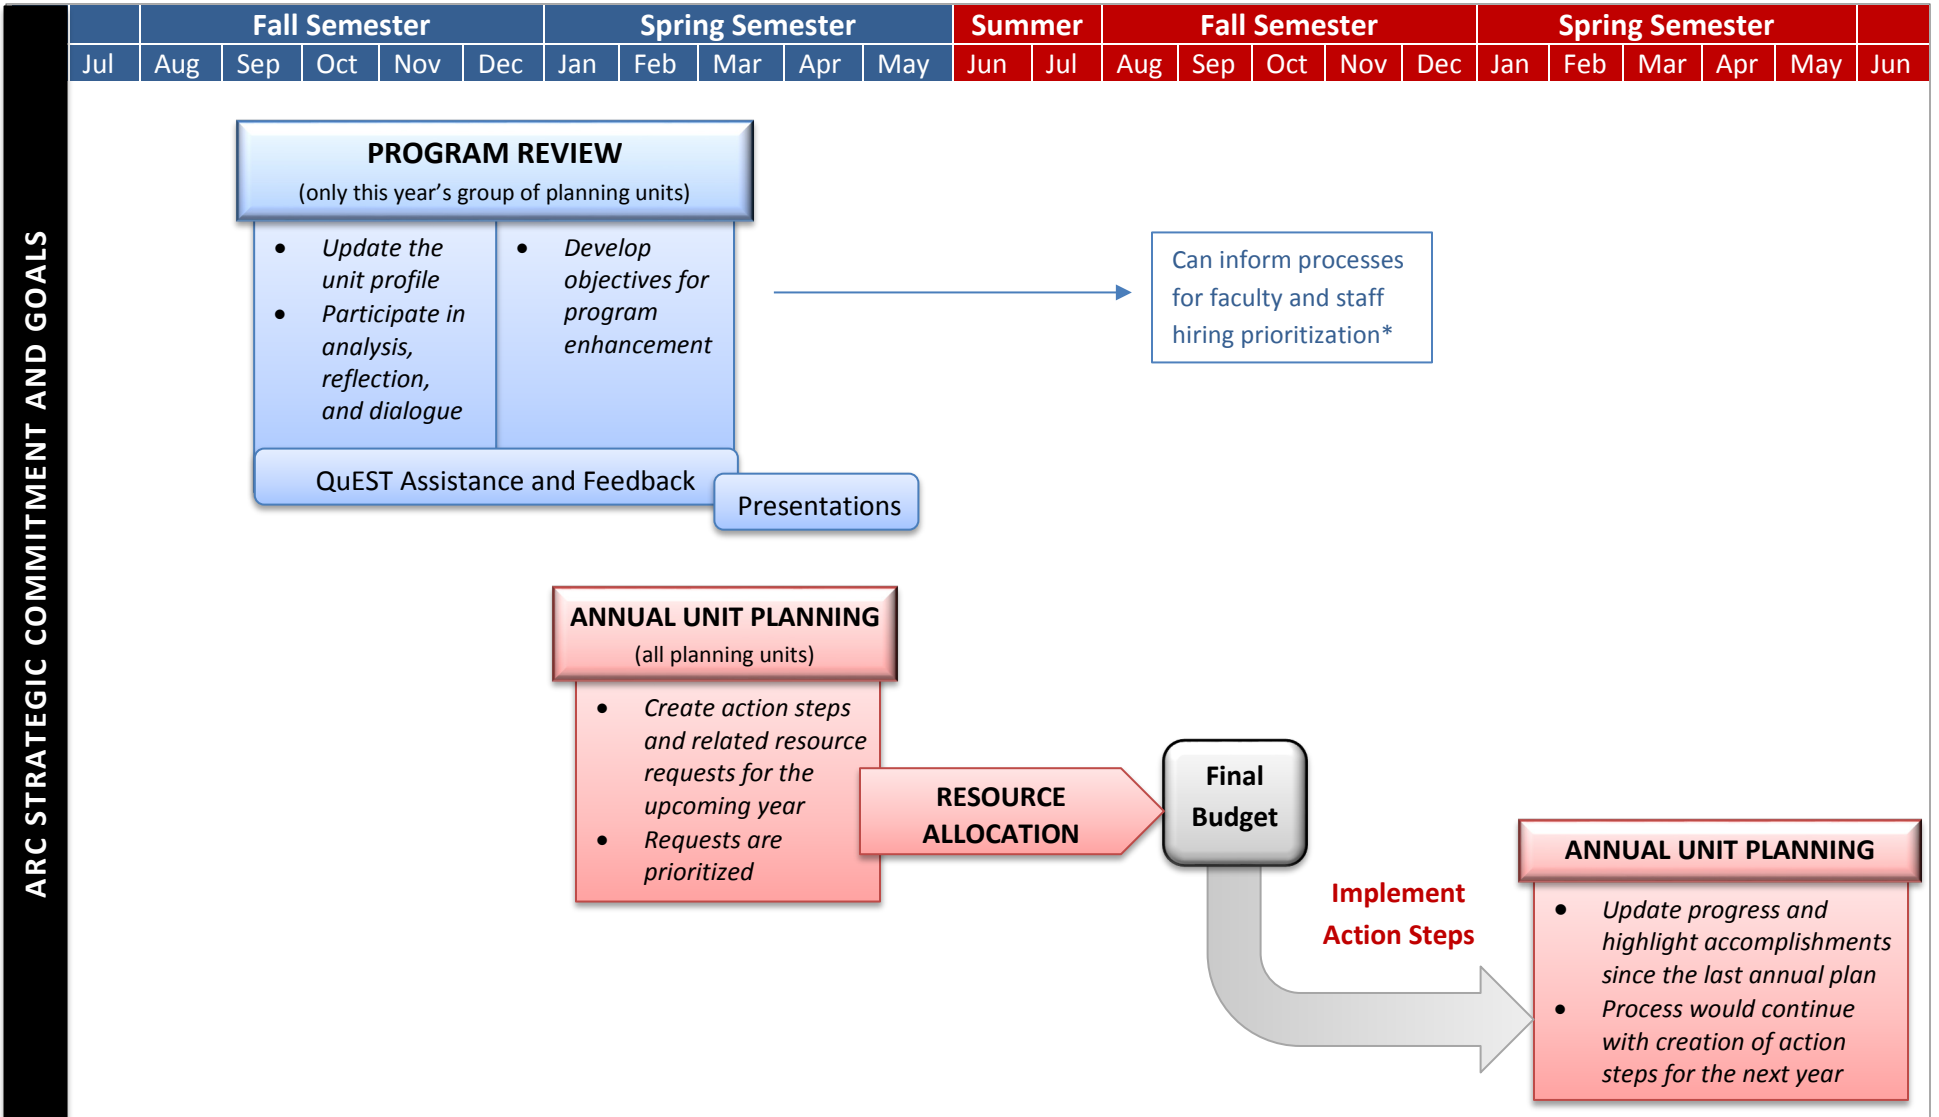 Fall Semester Spring Semester Summer Fall Semester Spring Semester
Jul Aug Sep Oct Nov Dec Jan Feb Mar Apr May Jun Jul Aug Sep Oct Nov Dec Jan Feb Mar Apr May Jun
ARC STRATEGIC COMMITMENT AND GOALS
PROGRAM REVIEW
(only this year’s group of planning units)
• Update the
unit profile
• Participate in
analysis,
reflection,
and dialogue
• Develop
objectives for
program
enhancement
QuEST Assistance and Feedback
Presentations
Can inform processes
for faculty and staff
hiring prioritization*
ANNUAL UNIT PLANNING
(all planning units)
• Create action steps
and related resource
requests for the
upcoming year
• Requests are
prioritized
RESOURCE
ALLOCATION
Final
Budget
Implement
Action Steps
ANNUAL UNIT PLANNING
• Update progress and
highlight accomplishments
since the last annual plan
• Process would continue
with creation of action
steps for the next year